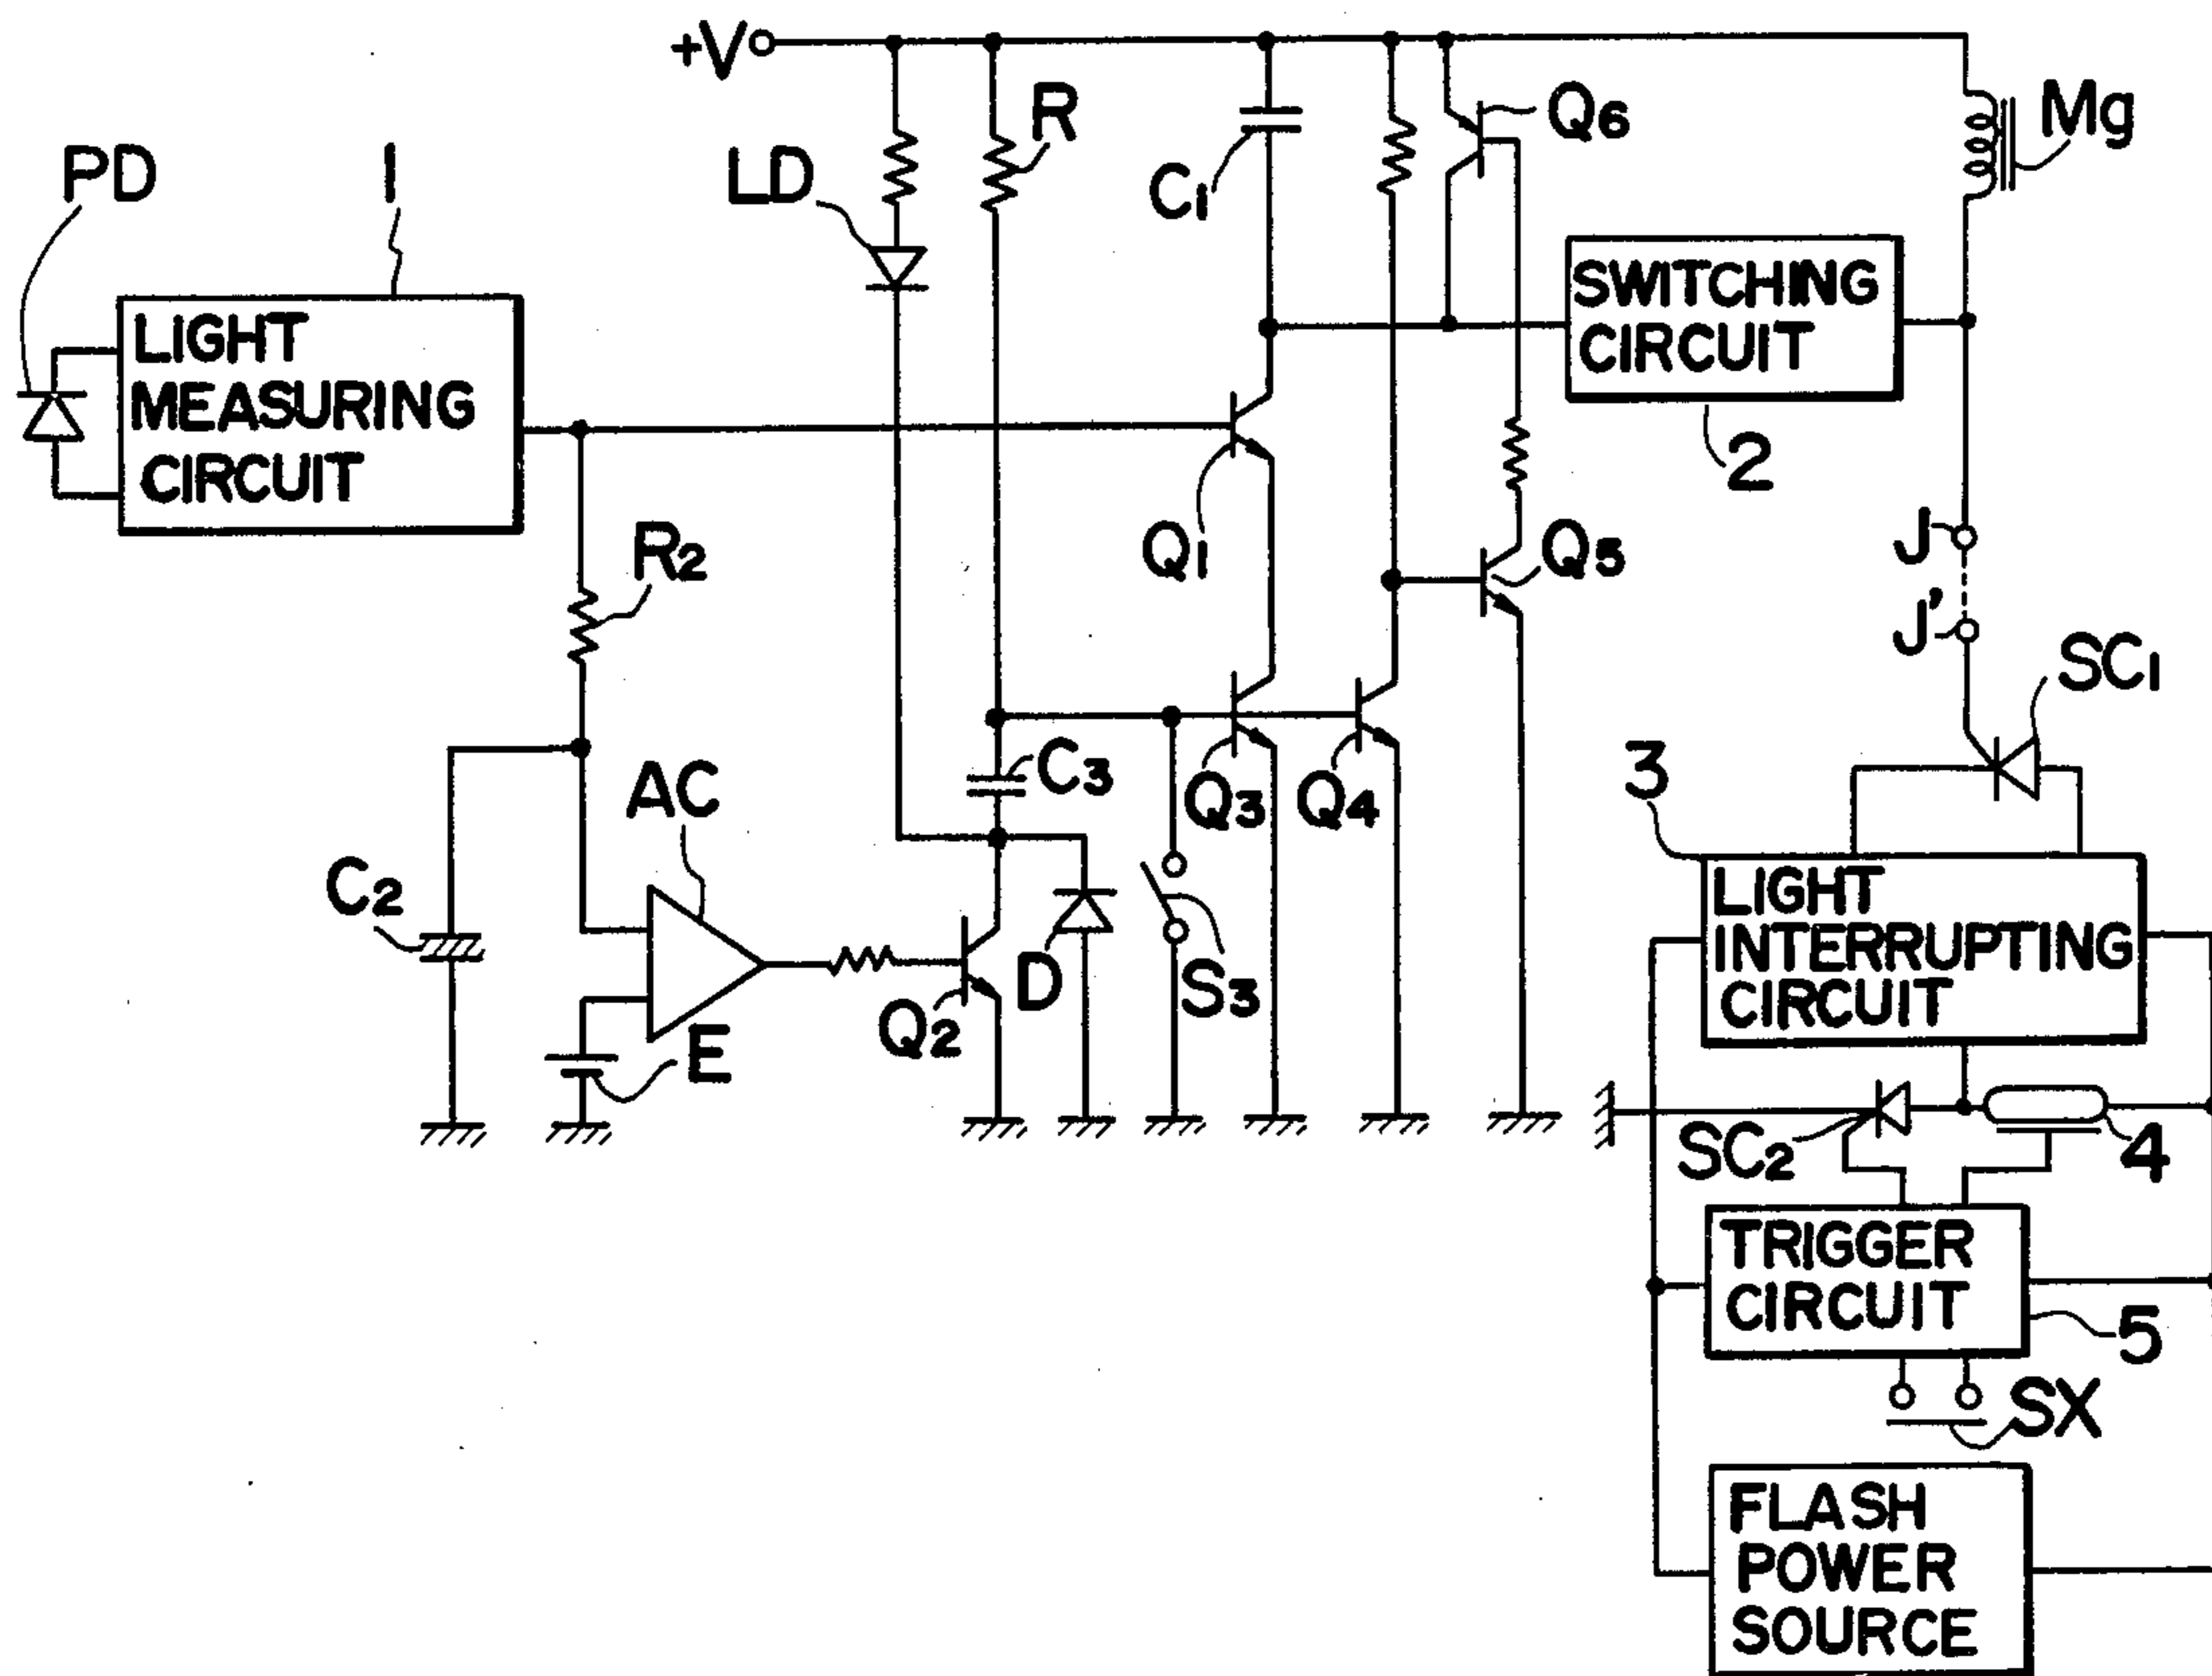 +V
R
Q6
Mg
PD
1
LD
C1
LIGHT
MEASURING
CIRCUIT
SWITCHING
CIRCUIT
2
R2
Q1
Q5
J
J'
SC1
AC
C3
Q3
Q4
3
C2
LIGHT
INTERRUPTING
CIRCUIT
D
S3
Q2
E
SC2
4
TRIGGER
CIRCUIT
5
SX
FLASH
POWER
SOURCE